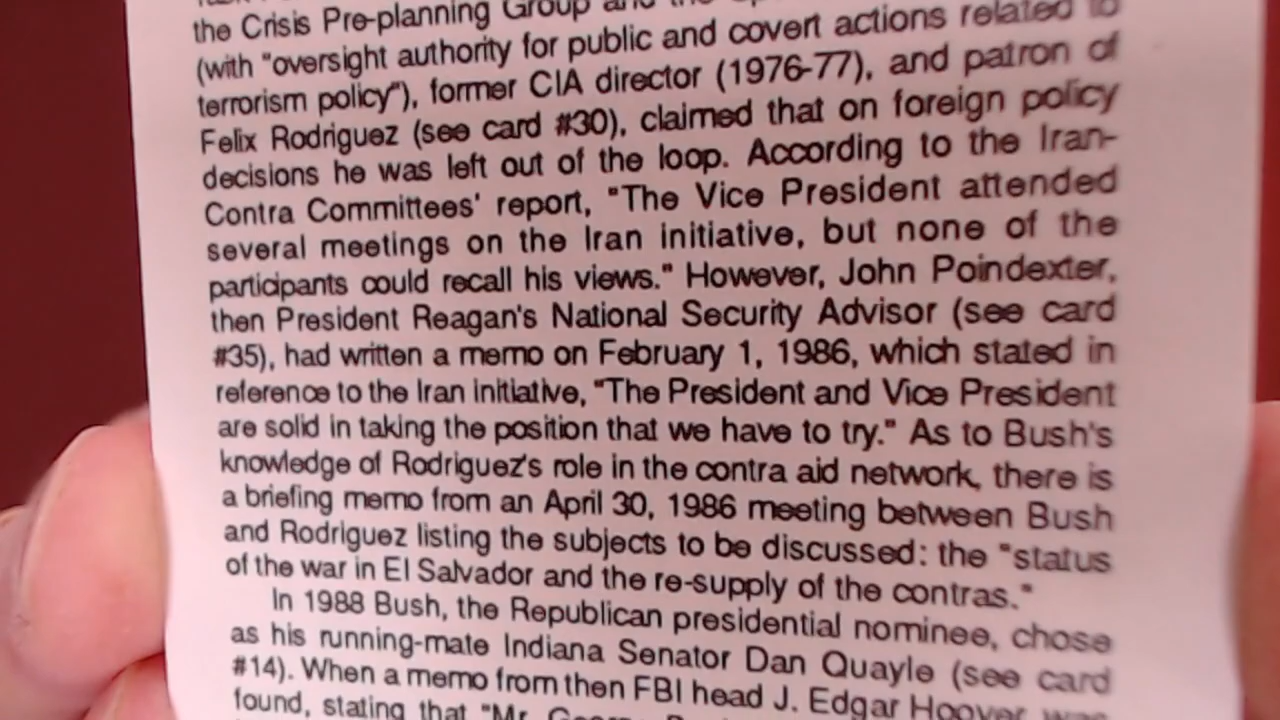 the Crisis Pre-planning Group and the
(with "oversight authority for public and covert actions related to
terrorism policy"), former CIA director (1976-77), and patron of
Felix Rodriguez (see card #30), claimed that on foreign policy
decisions he was left out of the loop. According to the Iran-
Contra Committees' report, "The Vice President attended
several meetings on the Iran initiative, but none of the
participants could recall his views." However, John Poindexter,
then President Reagan's National Security Advisor (see card
#35), had written a memo on February 1, 1986, which stated in
reference to the Iran initiative, "The President and Vice President
are solid in taking the position that we have to try." As to Bush's
knowledge of Rodriguez's role in the contra aid network, there is
a briefing memo from an April 30, 1986 meeting between Bush
and Rodriguez listing the subjects to be discussed: the "status
of the war in El Salvador and the re-supply of the contras."
In 1988 Bush, the Republican presidential nominee, chose
as his running-mate Indiana Senator Dan Quayle (see card
#14). When a memo from then FBI head J. Edgar Hoover was
found, stating that "Mr. George